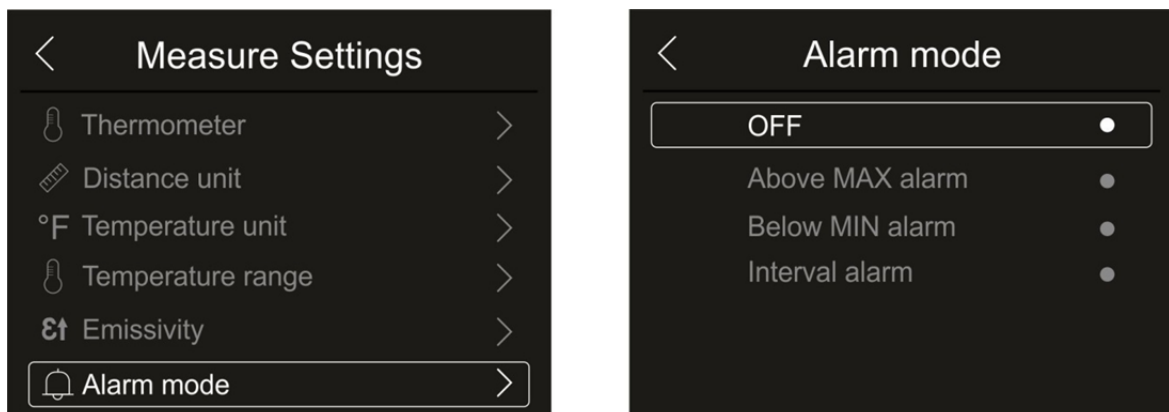 Measure Settings
Thermometer
Distance unit
°F Temperature unit
Temperature range
Ɛ↑ Emissivity
Alarm mode
Alarm mode
OFF
Above MAX alarm
Below MIN alarm
Interval alarm